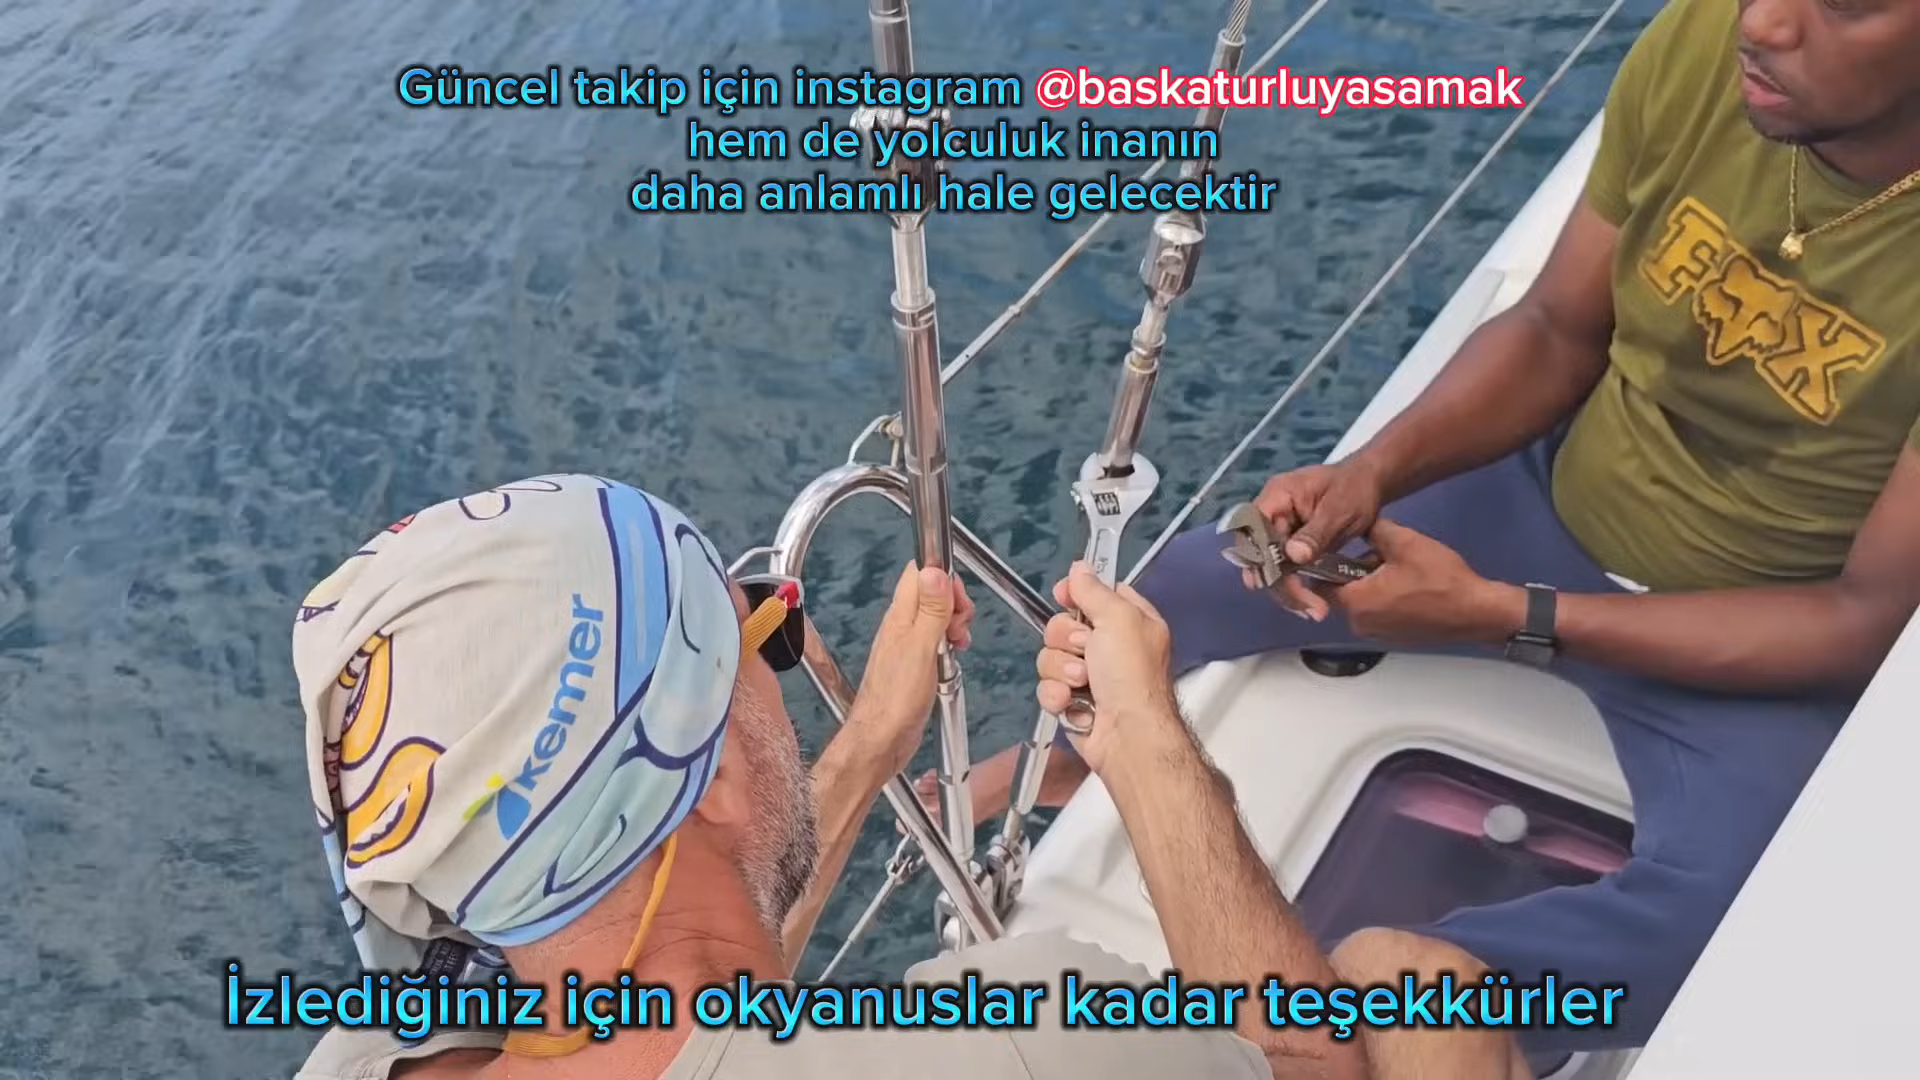 Güncel takip için instagram @baskaturluyasamak
hem de yolculuk inanın
daha anlamlı hale gelecektir
FOX
kemer
İzlediğiniz için okyanuslar kadar teşekkürler